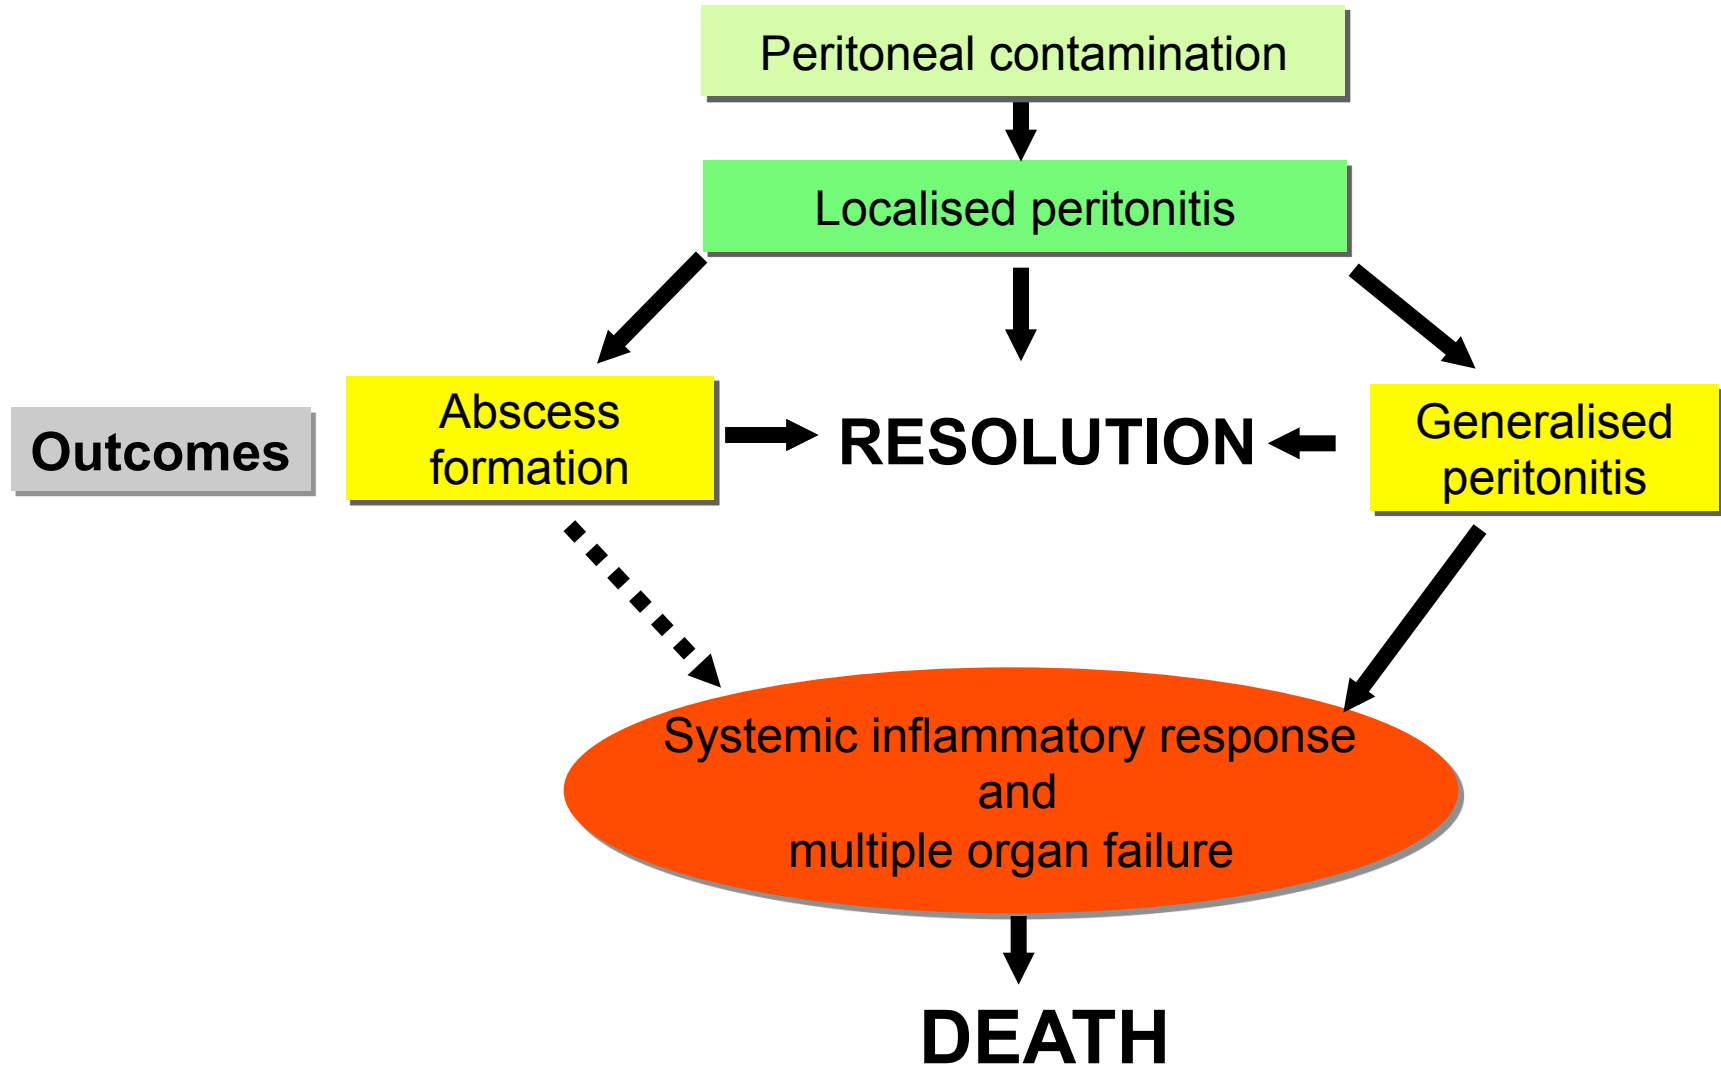 Peritoneal contamination
Localised peritonitis
Outcomes
Abscess
formation
RESOLUTION
Generalised
peritonitis
Systemic inflammatory response
and
multiple organ failure
DEATH